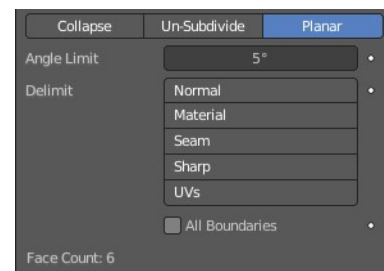 Collapse Un-Subdivide Planar
Angle Limit 5°
Delimit Normal
Material
Seam
Sharp
UVs
All Boundaries
Face Count: 6